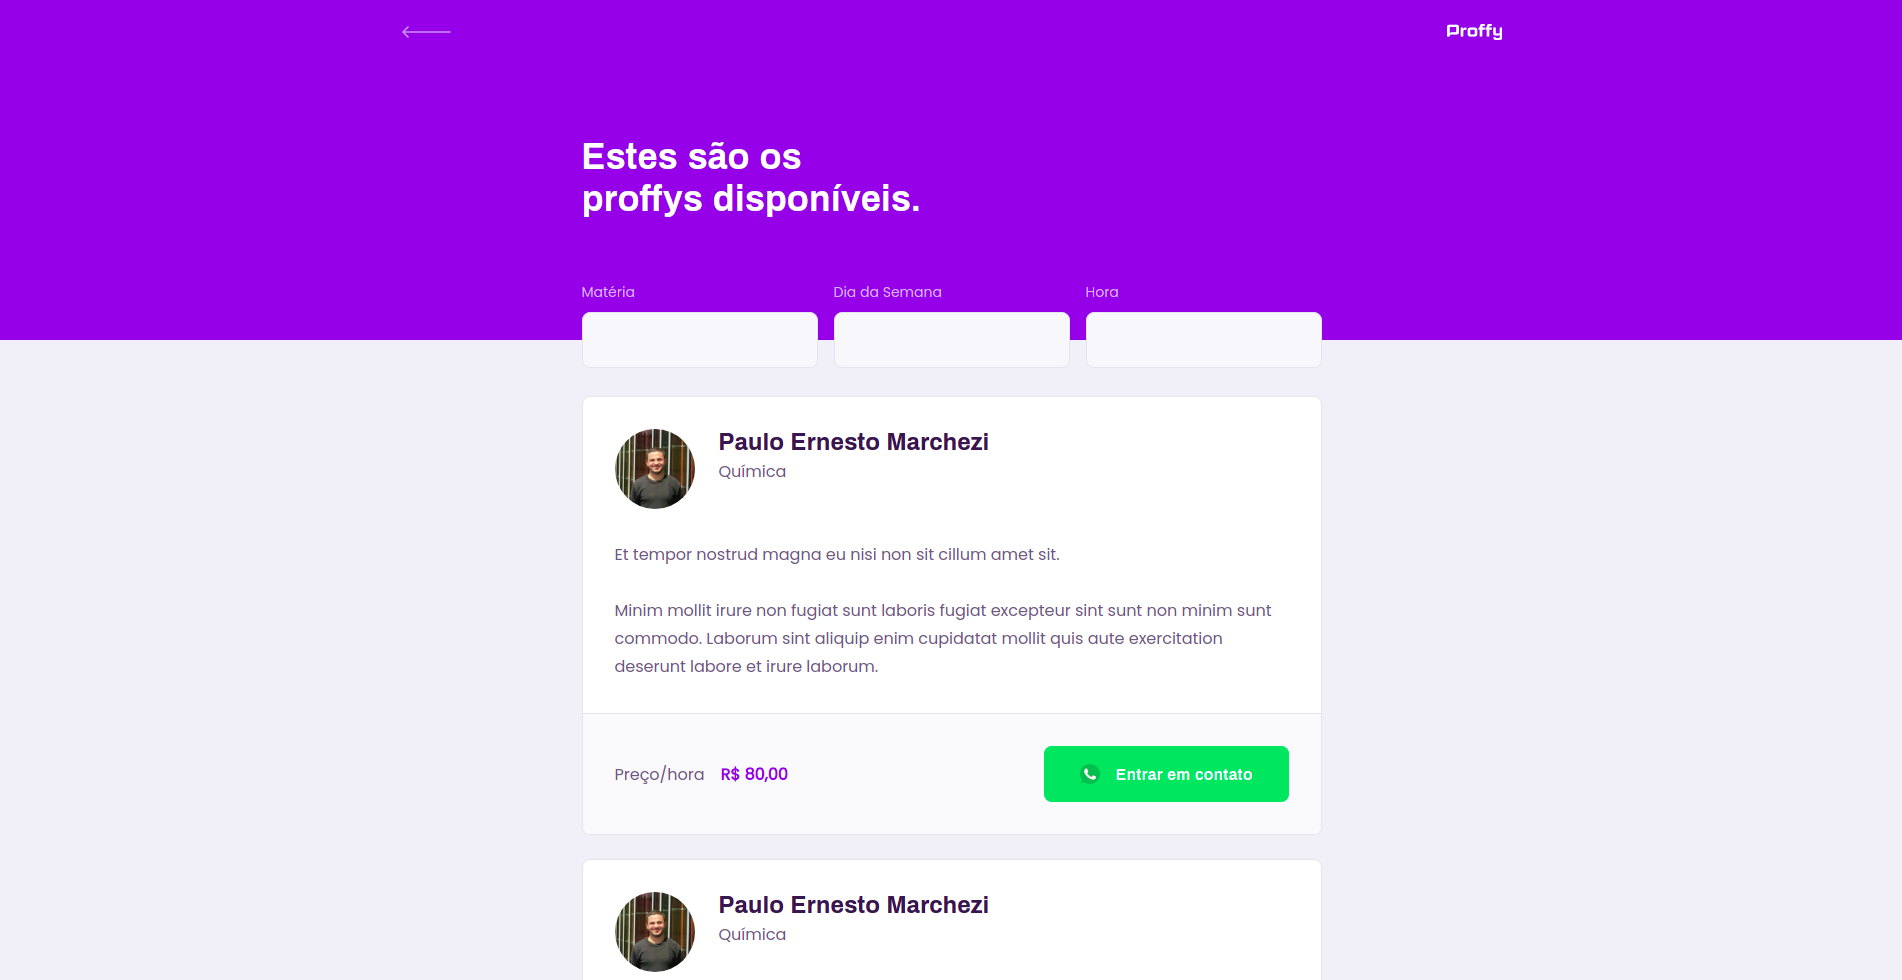 Proffy
Estes são os
proffys disponíveis.
Matéria
Dia da Semana
Hora
Paulo Ernesto Marchezi
Química
Et tempor nostrud magna eu nisi non sit cillum amet sit.
Minim mollit irure non fugiat sunt laboris fugiat excepteur sint sunt non minim sunt
commodo. Laborum sint aliquip enim cupidatat mollit quis aute exercitation
deserunt labore et irure laborum.
Preço/hora R$ 80,00
Entrar em contato
Paulo Ernesto Marchezi
Química